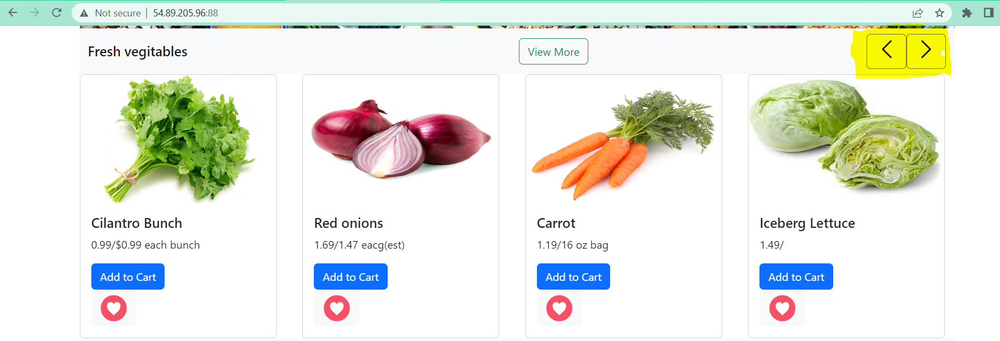 Not secure | 54.89.205.96:88
Fresh vegitables
View More
Cilantro Bunch
0.99/$0.99 each bunch
Add to Cart
Red onions
1.69/1.47 eacg(est)
Add to Cart
Carrot
1.19/16 oz bag
Add to Cart
Iceberg Lettuce
1.49/
Add to Cart